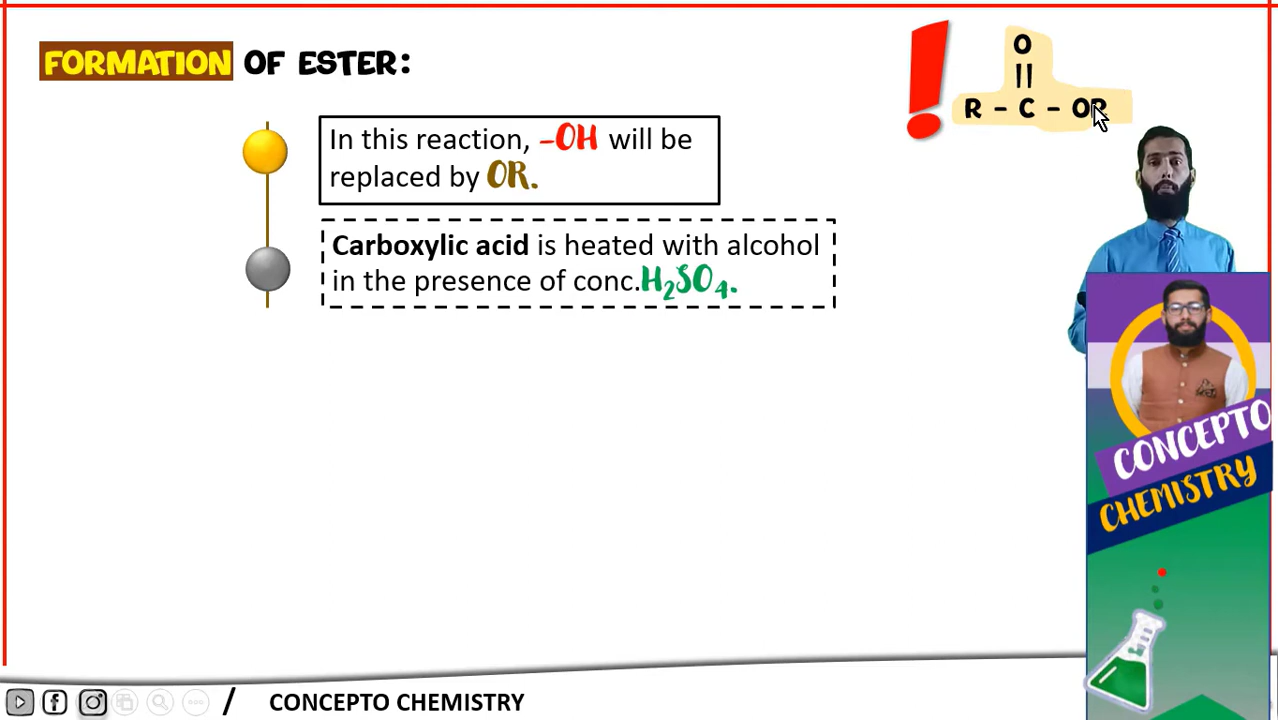 FORMATION OF ESTER:
O
||
R – C – OR
In this reaction, –OH will be
replaced by OR.
Carboxylic acid is heated with alcohol
in the presence of conc.H₂SO₄.
CONCEPTO
CHEMISTRY
/ CONCEPTO CHEMISTRY